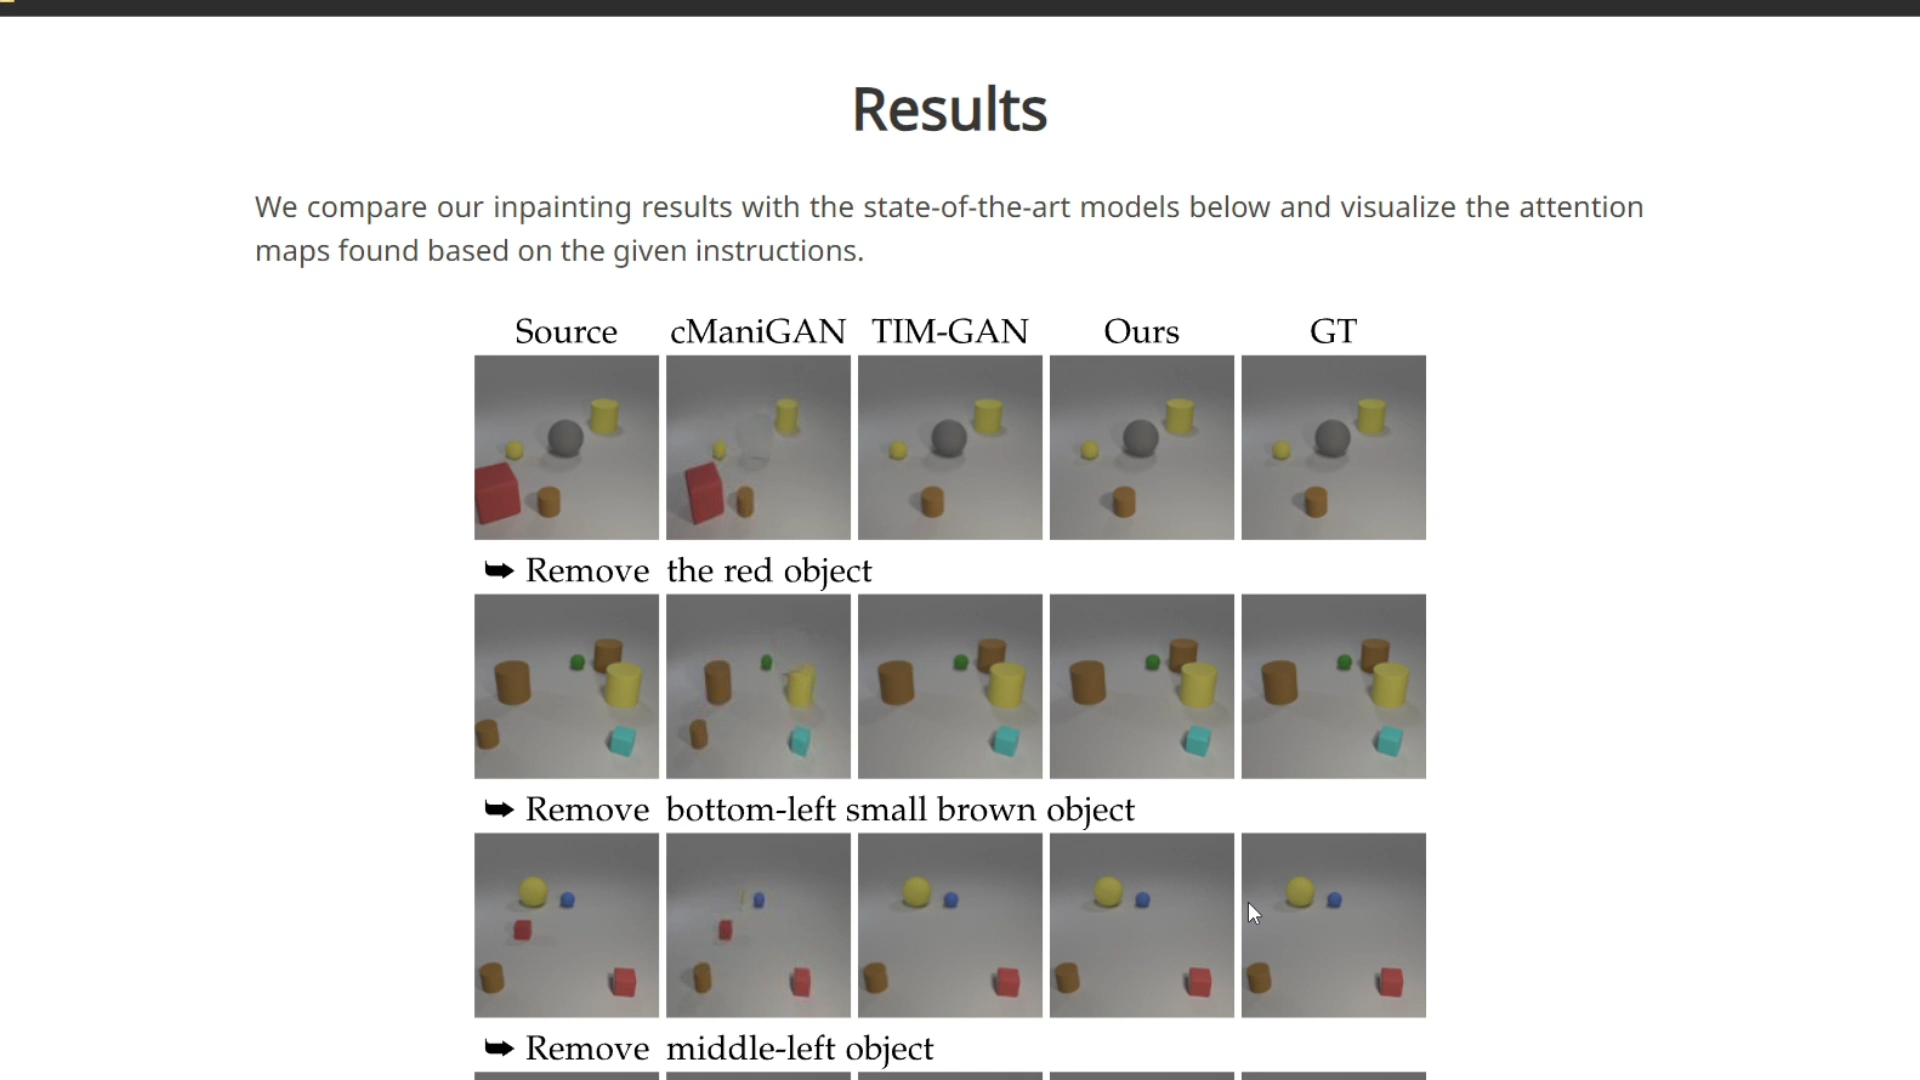 Results
We compare our inpainting results with the state-of-the-art models below and visualize the attention
maps found based on the given instructions.
Source cManiGAN TIM-GAN Ours GT
➥ Remove the red object
➥ Remove bottom-left small brown object
➥ Remove middle-left object